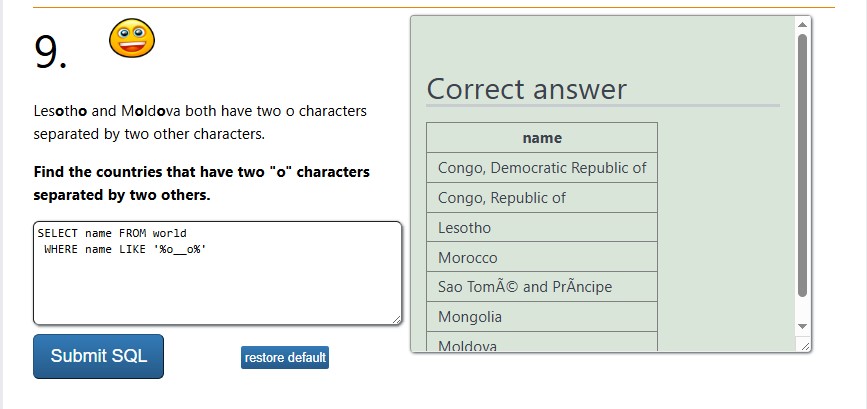 9.
Lesotho and Moldova both have two o characters
separated by two other characters.
Find the countries that have two "o" characters
separated by two others.
SELECT name FROM world
WHERE name LIKE '%o__o%'
Submit SQL
restore default
Correct answer
name
Congo, Democratic Republic of
Congo, Republic of
Lesotho
Morocco
Sao TomÃ© and PrÃncipe
Mongolia
Moldova